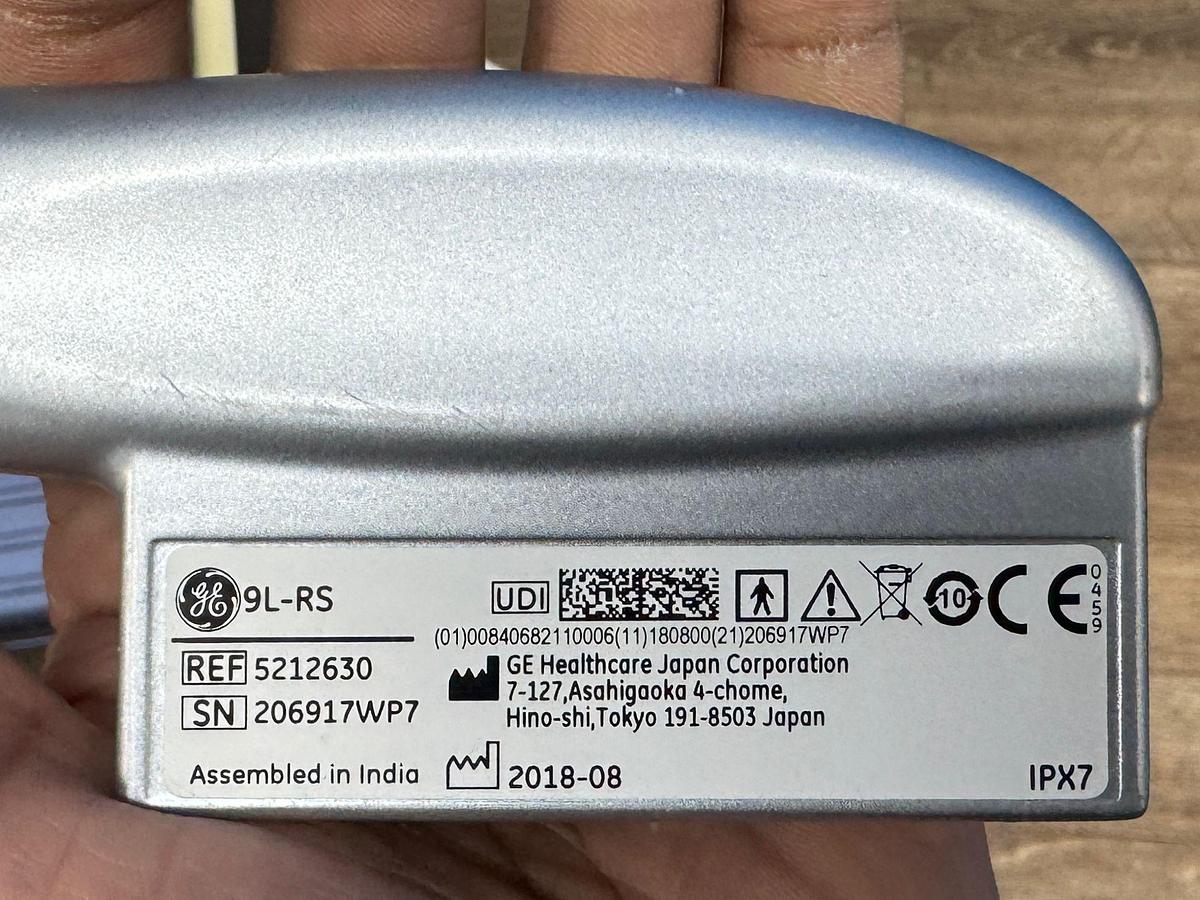 GE 9L-RS
UDI
(01)00840682110006(11)180800(21)206917WP7
10
CE 0459
REF 5212630
SN 206917WP7
GE Healthcare Japan Corporation
7-127,Asahigaoka 4-chome,
Hino-shi,Tokyo 191-8503 Japan
Assembled in India
2018-08
IPX7